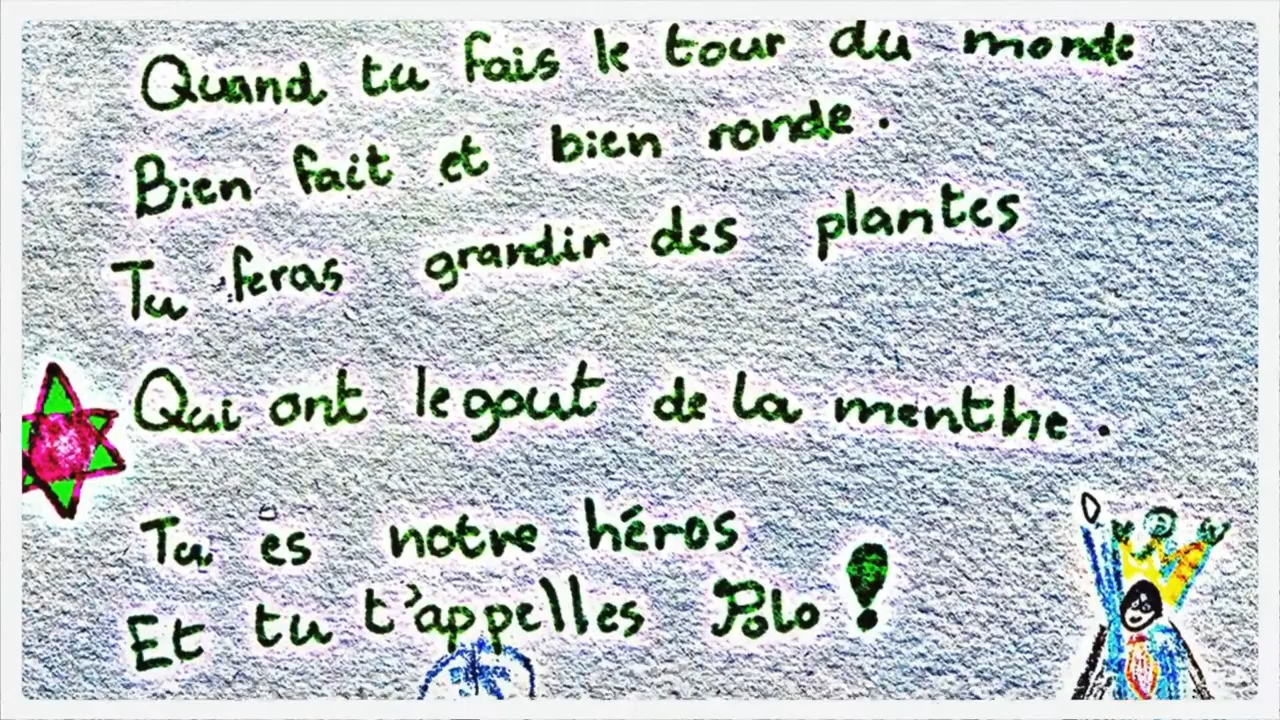 Quand tu fais le tour du monde
Bien fait et bien ronde.
Tu feras grandir des plantes
Qui ont le gout de la menthe.
Tu es notre héros
Et tu t'appelles Polo !